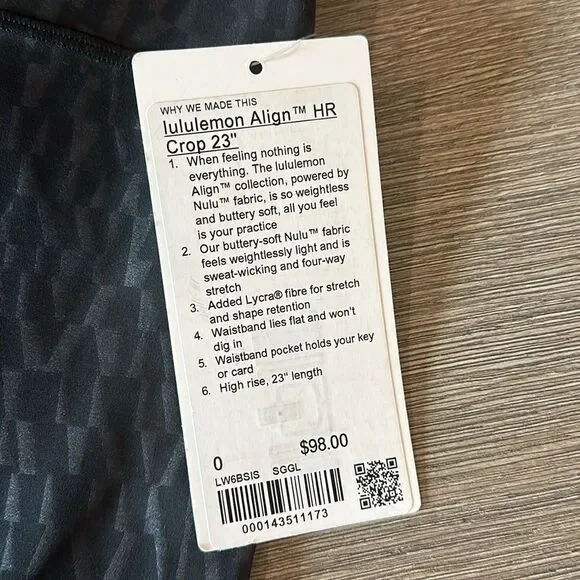 WHY WE MADE THIS
lululemon Align™ HR
Crop 23"
1. When feeling nothing is
everything. The lululemon
Align™ collection, powered by
Nulu™ fabric, is so weightless
and buttery soft, all you feel
is your practice
2. Our buttery-soft Nulu™ fabric
feels weightlessly light and is
sweat-wicking and four-way
stretch
3. Added Lycra® fibre for stretch
and shape retention
4. Waistband lies flat and won't
dig in
5. Waistband pocket holds your key
or card
6. High rise, 23" length
0 $98.00
LW6BSIS SGGL
000143511173